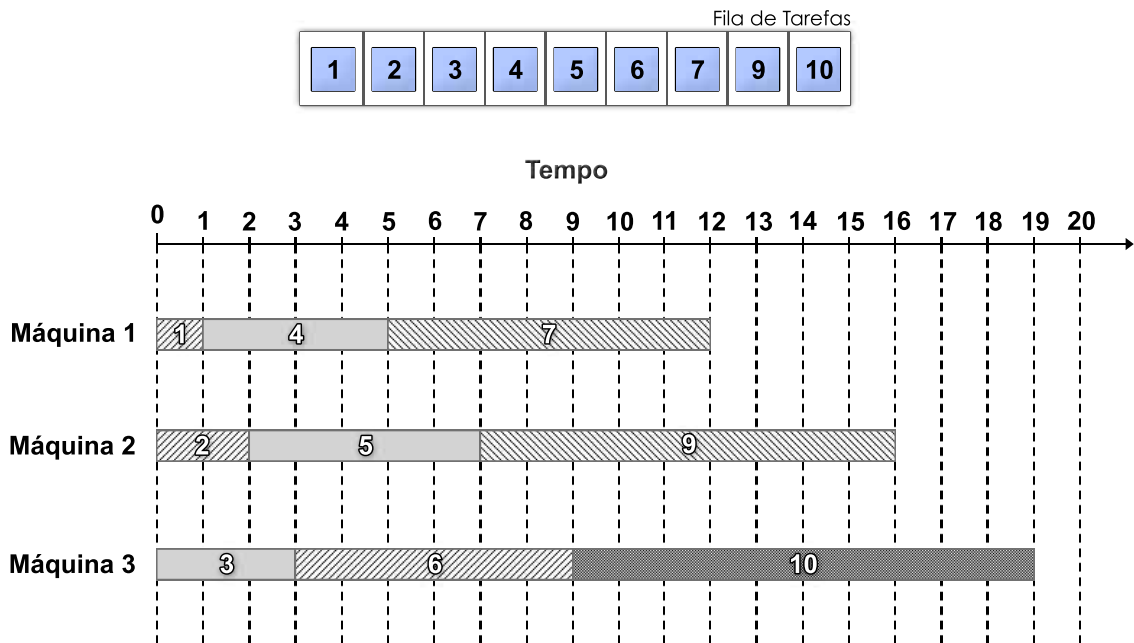 Fila de Tarefas
1 2 3 4 5 6 7 9 10
Tempo
0 1 2 3 4 5 6 7 8 9 10 11 12 13 14 15 16 17 18 19 20
Máquina 1 1 4 7
Máquina 2 2 5 9
Máquina 3 3 6 10